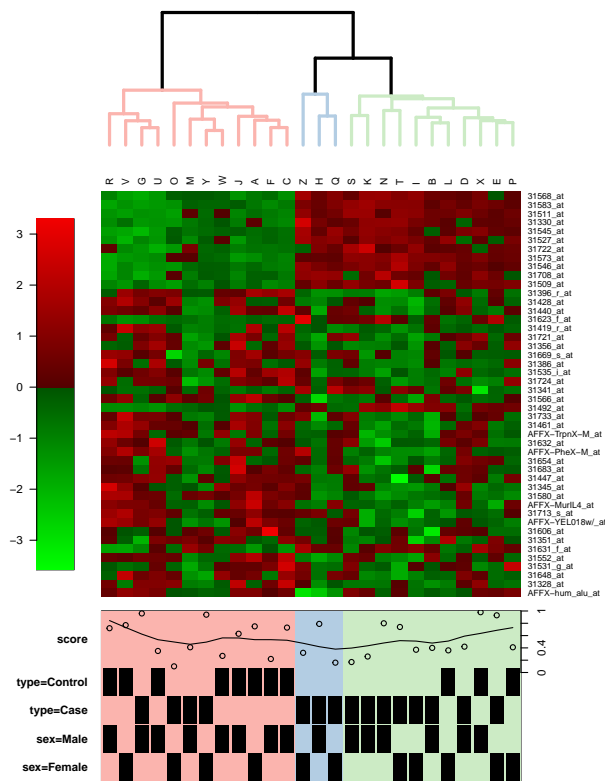 R V G U O M Y W J A F C Z H Q S K N T I B L D X E P
31568_at
31583_at
31511_at
31330_at
31545_at
31527_at
31722_at
31573_at
31546_at
31708_at
31509_at
31396_r_at
31428_at
31440_at
31623_f_at
31419_r_at
31721_at
31356_at
31669_s_at
31386_at
31535_i_at
31724_at
31341_at
31566_at
31492_at
31733_at
31461_at
AFFX-TrpnX-M_at
31632_at
AFFX-PheX-M_at
31654_at
31683_at
31447_at
31345_at
31580_at
AFFX-MurIL4_at
31713_s_at
AFFX-YEL018w/_at
31606_at
31351_at
31631_f_at
31552_at
31531_g_at
31648_at
31328_at
AFFX-hum_alu_at
3
2
1
0
−1
−2
−3
score
0 0.4 1
type=Control
type=Case
sex=Male
sex=Female